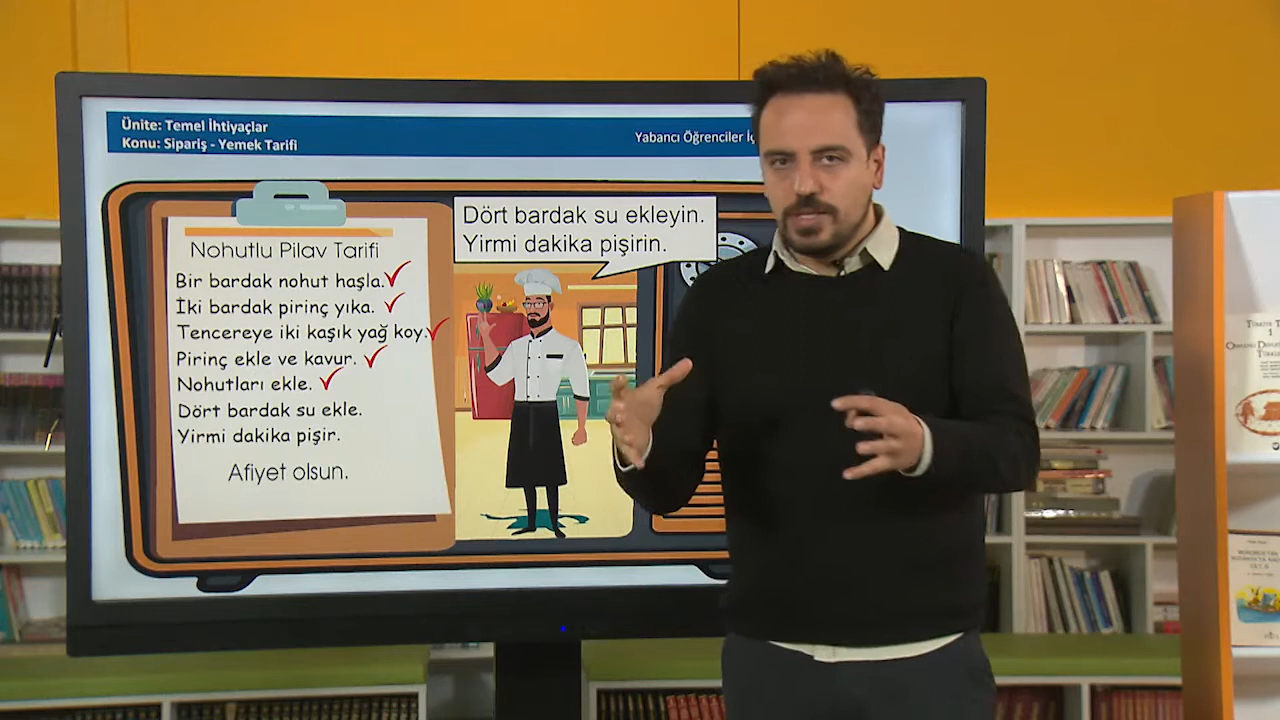 Ünite: Temel İhtiyaçlar
Konu: Sipariş - Yemek Tarifi
Yabancı Öğrenciler
Nohutlu Pilav Tarifi
Bir bardak nohut haşla.
İki bardak pirinç yıka.
Tencereye iki kaşık yağ koy.
Pirinç ekle ve kavur.
Nohutları ekle.
Dört bardak su ekle.
Yirmi dakika pişir.
Afiyet olsun.
Dört bardak su ekleyin.
Yirmi dakika pişirin.